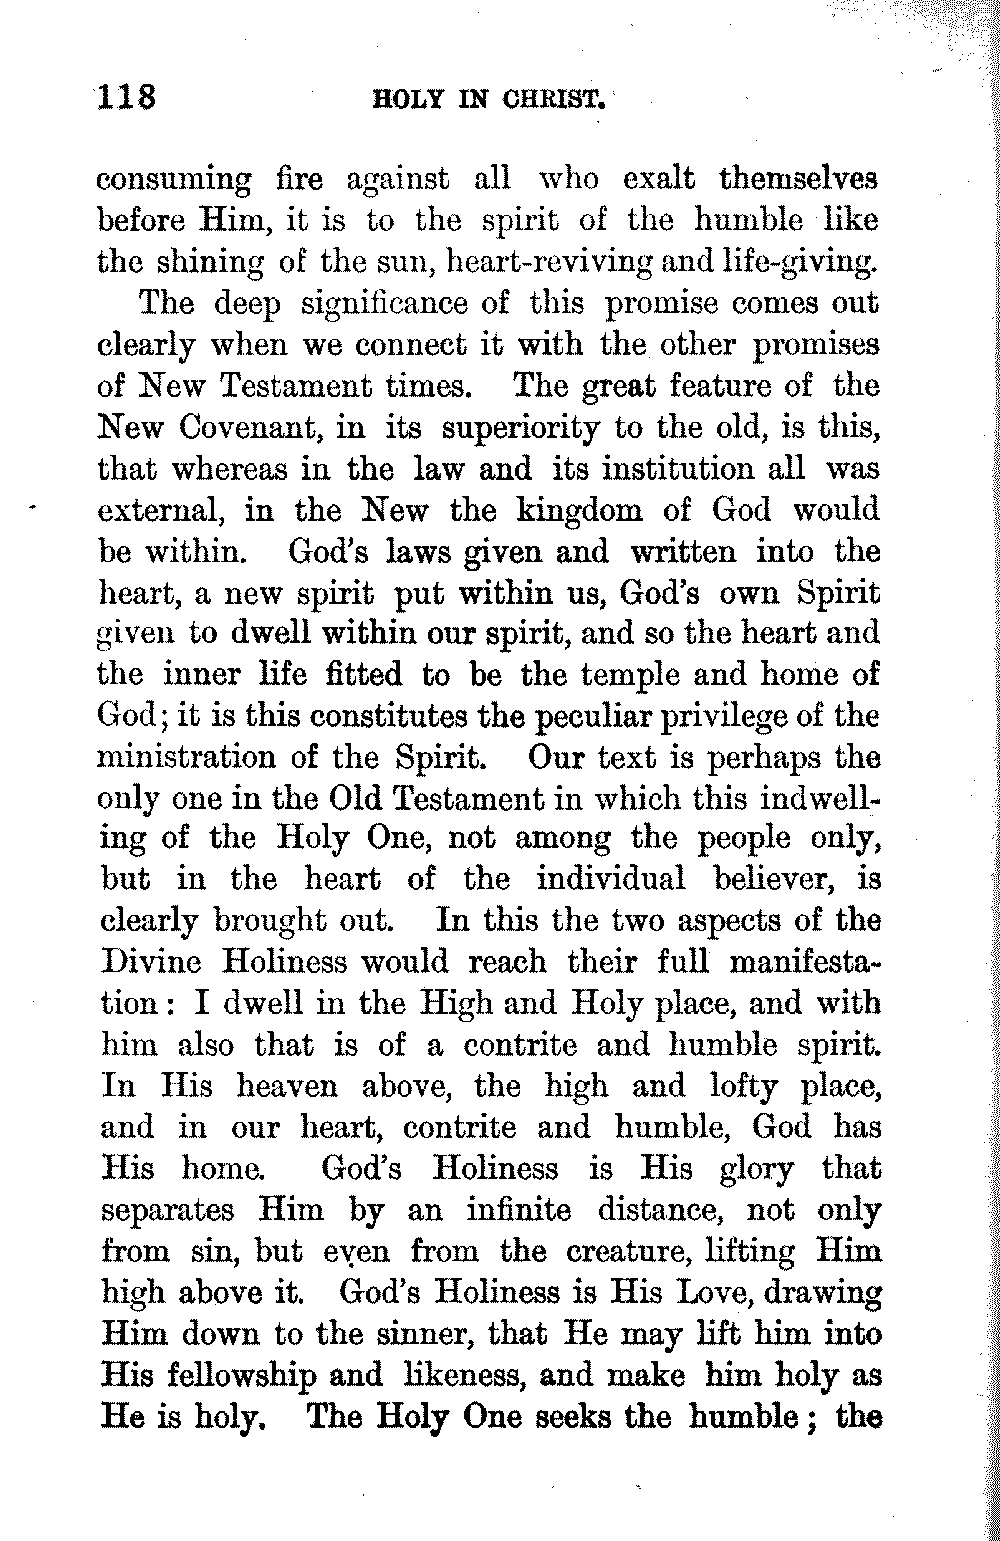 118 HOLY IN CHRIST.
consuming fire against all who exalt themselves
before Him, it is to the spirit of the humble like
the shining of the sun, heart-reviving and life-giving.
The deep significance of this promise comes out
clearly when we connect it with the other promises
of New Testament times. The great feature of the
New Covenant, in its superiority to the old, is this,
that whereas in the law and its institution all was
external, in the New the kingdom of God would
be within. God's laws given and written into the
heart, a new spirit put within us, God's own Spirit
given to dwell within our spirit, and so the heart and
the inner life fitted to be the temple and home of
God; it is this constitutes the peculiar privilege of the
ministration of the Spirit. Our text is perhaps the
only one in the Old Testament in which this indwell-
ing of the Holy One, not among the people only,
but in the heart of the individual believer, is
clearly brought out. In this the two aspects of the
Divine Holiness would reach their full manifesta-
tion : I dwell in the High and Holy place, and with
him also that is of a contrite and humble spirit.
In His heaven above, the high and lofty place,
and in our heart, contrite and humble, God has
His home. God's Holiness is His glory that
separates Him by an infinite distance, not only
from sin, but even from the creature, lifting Him
high above it. God's Holiness is His Love, drawing
Him down to the sinner, that He may lift him into
His fellowship and likeness, and make him holy as
He is holy. The Holy One seeks the humble ; the